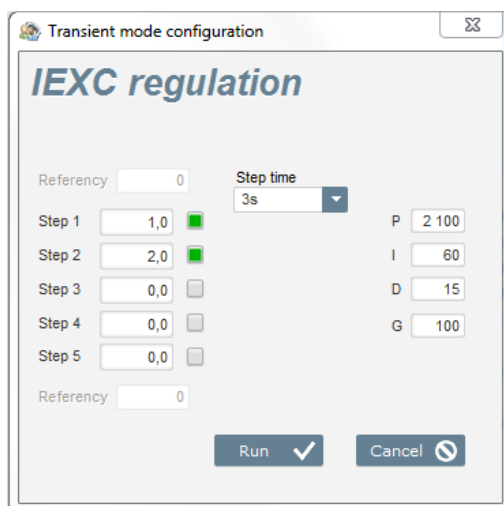 Transient mode configuration
IEXC regulation
Referency 0
Step time
3s
Step 1 1,0
P 2 100
Step 2 2,0
I 60
Step 3 0,0
D 15
Step 4 0,0
G 100
Step 5 0,0
Referency 0
Run
Cancel